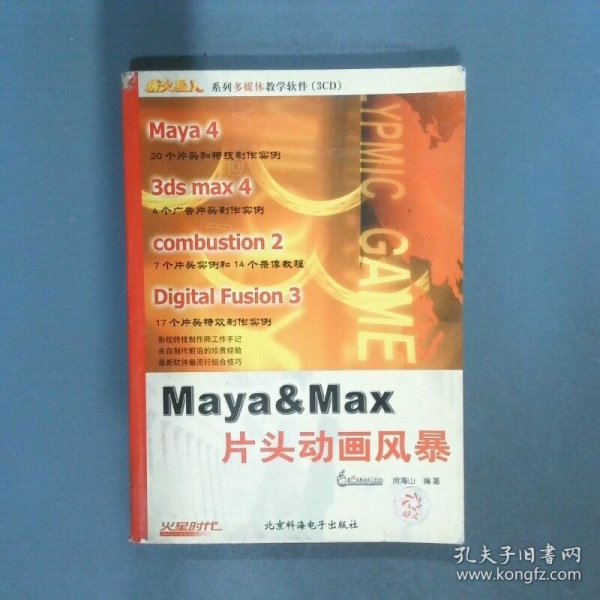 新火星人 系列多媒体教学软件(3CD)
Maya 4
20个片头和特技制作实例
3ds max 4
4个广告片头制作实例
combustion 2
7个片头实例和14个录像教程
Digital Fusion 3
17个片头特效制作实例
影视特技制作师工作手记
来自制作前沿的珍贵经验
最新软件最流行组合技巧
YPMIC GAME
Maya&Max
片头动画风暴
房海山 编著
火星时代
北京科海电子出版社
孔夫子旧书网
www.kongfz.com